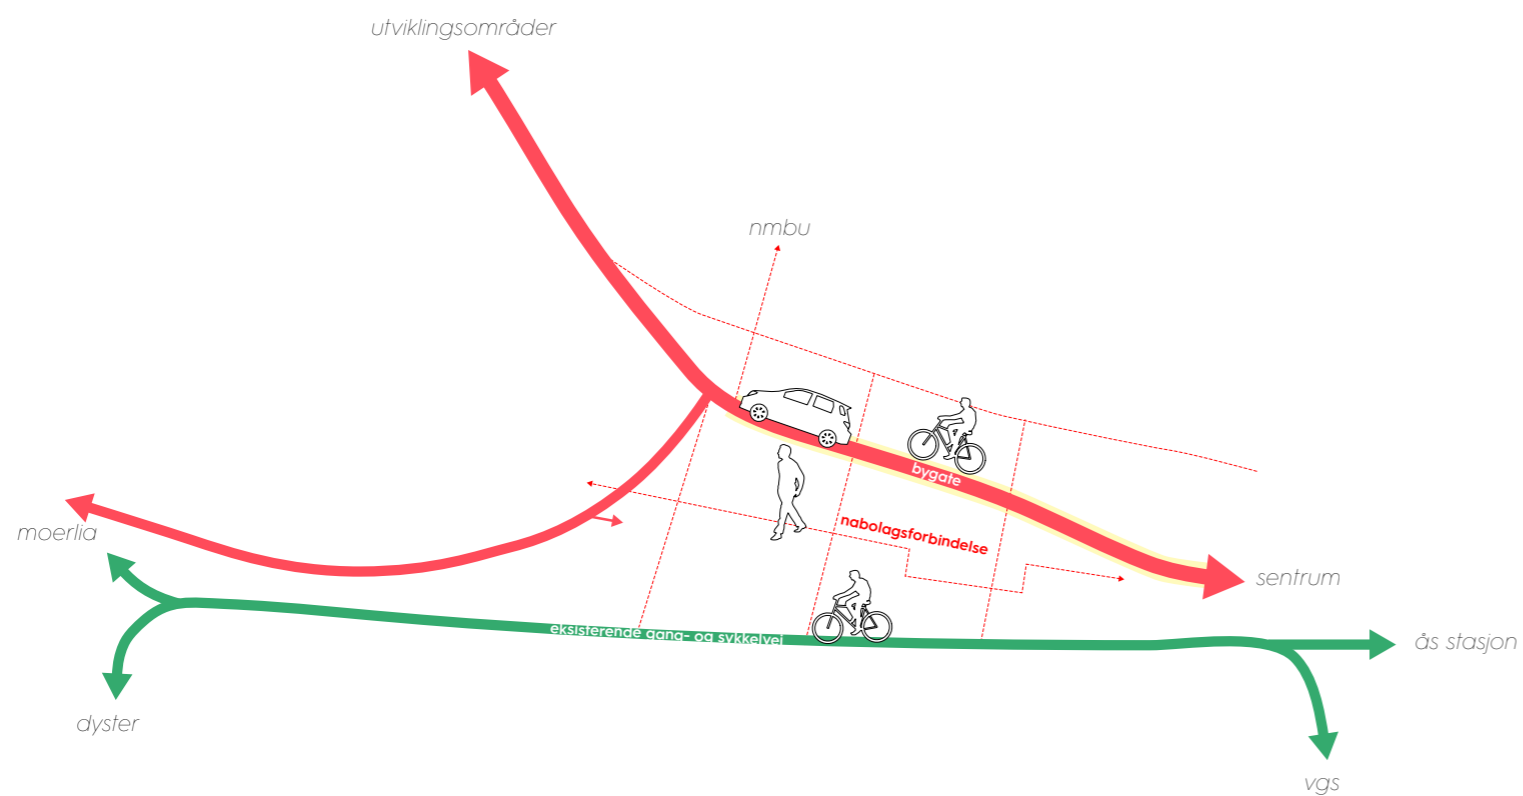 utviklingsområder
nmbu
bygate
nabolagsforbindelse
moerlia
sentrum
eksisterende gang- og sykkelvei
ås stasjon
dyster
vgs